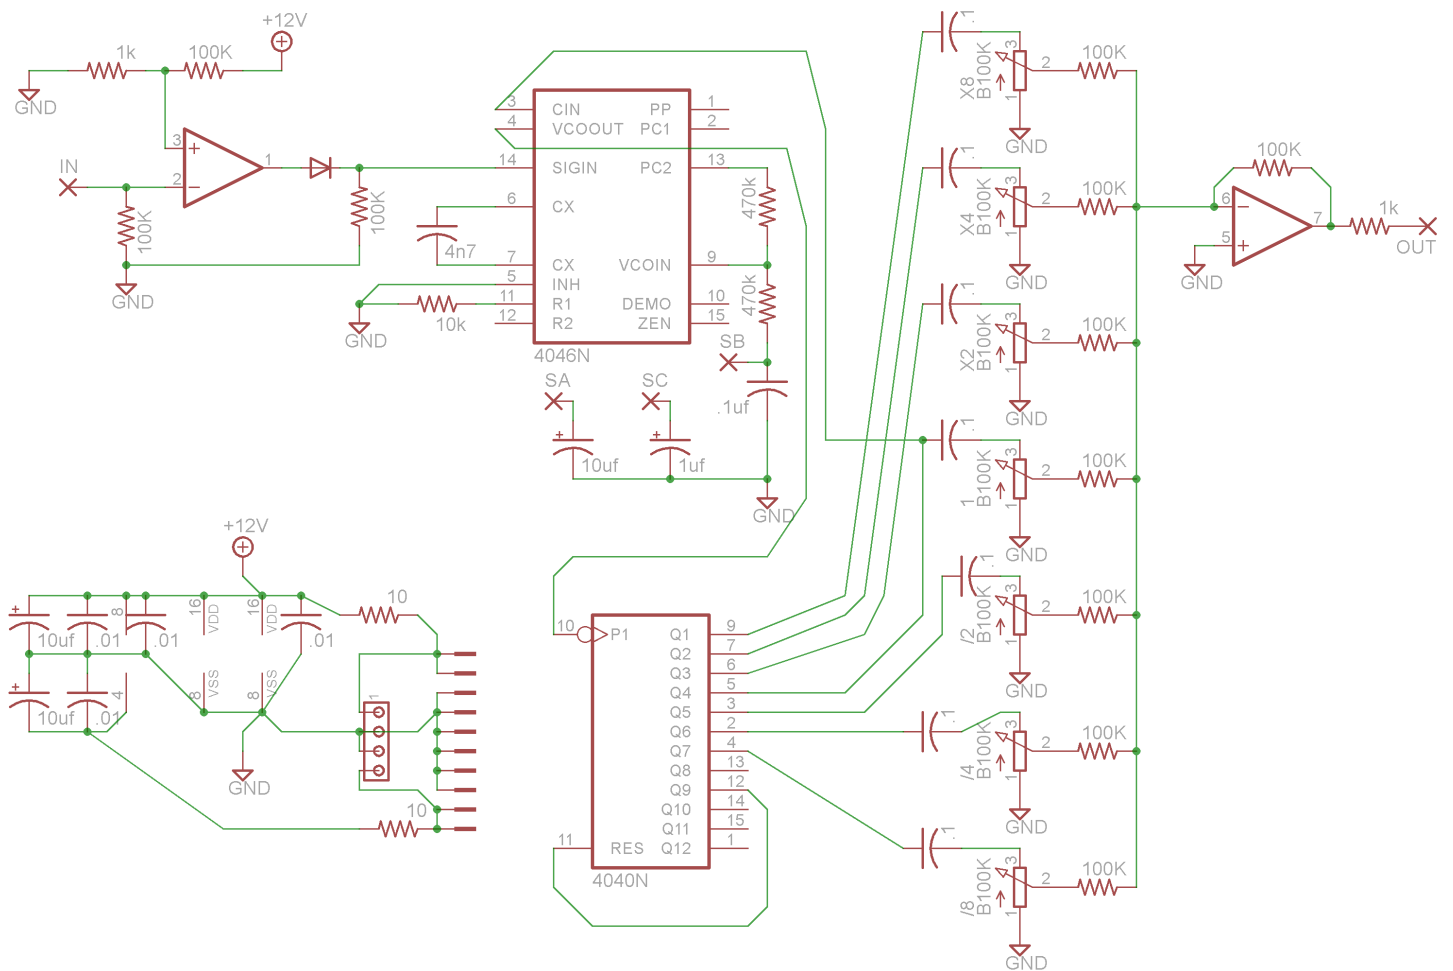 +12V
1k
100K
GND
3
2
1
IN
100K
GND
100K
3
4
14
6
7
5
11
12
CIN
VCOOUT
SIGIN
CX
CX
INH
R1
R2
PP
PC1
PC2
VCOIN
DEMO
ZEN
1
2
13
9
10
15
4046N
4n7
10k
GND
470k
470k
SB
SA
SC
+
10uf
+
1uf
.1uf
GND
+12V
+
10uf
.01
8
.01
16
VDD
16
VDD
.01
10
+
10uf
.01
4
8
VSS
8
VSS
GND
1
10
10
P1
11
RES
Q1
Q2
Q3
Q4
Q5
Q6
Q7
Q8
Q9
Q10
Q11
Q12
9
7
6
5
3
2
4
13
12
14
15
1
4040N
.1
X8
B100K
3
2
1
100K
GND
.1
X4
B100K
3
2
1
100K
GND
.1
X2
B100K
3
2
1
100K
GND
.1
1
B100K
3
2
1
100K
GND
.1
/2
B100K
3
2
1
100K
GND
.1
/4
B100K
3
2
1
100K
GND
.1
/8
B100K
3
2
1
100K
GND
100K
6
5
7
1k
OUT
GND